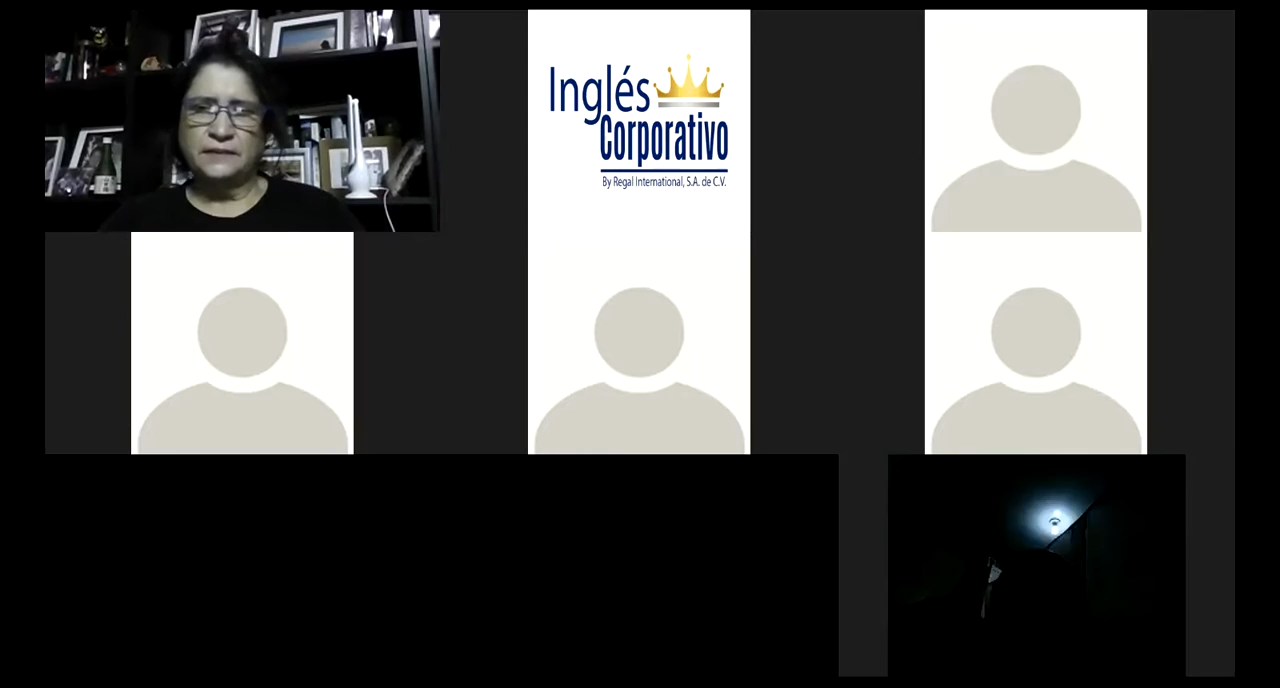 Inglés
Corporativo
By Regal International, S.A. de C.V.